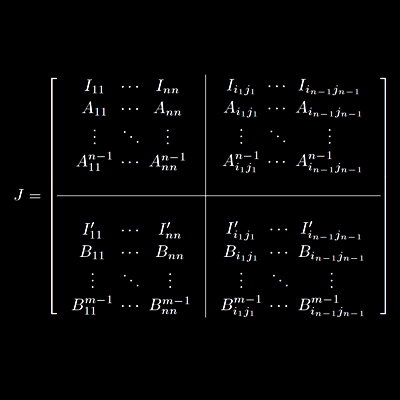 I_{11} ⋯ I_{nn} I_{i_1j_1} ⋯ I_{i_{n-1}j_{n-1}}
A_{11} ⋯ A_{nn} A_{i_1j_1} ⋯ A_{i_{n-1}j_{n-1}}
⋮ ⋱ ⋮ ⋮ ⋱ ⋮
A_{11}^{n-1} ⋯ A_{nn}^{n-1} A_{i_1j_1}^{n-1} ⋯ A_{i_{n-1}j_{n-1}}^{n-1}
J =
I'_{11} ⋯ I'_{nn} I'_{i_1j_1} ⋯ I'_{i_{n-1}j_{n-1}}
B_{11} ⋯ B_{nn} B_{i_1j_1} ⋯ B_{i_{n-1}j_{n-1}}
⋮ ⋱ ⋮ ⋮ ⋱ ⋮
B_{11}^{m-1} ⋯ B_{nn}^{m-1} B_{i_1j_1}^{m-1} ⋯ B_{i_{n-1}j_{n-1}}^{m-1}